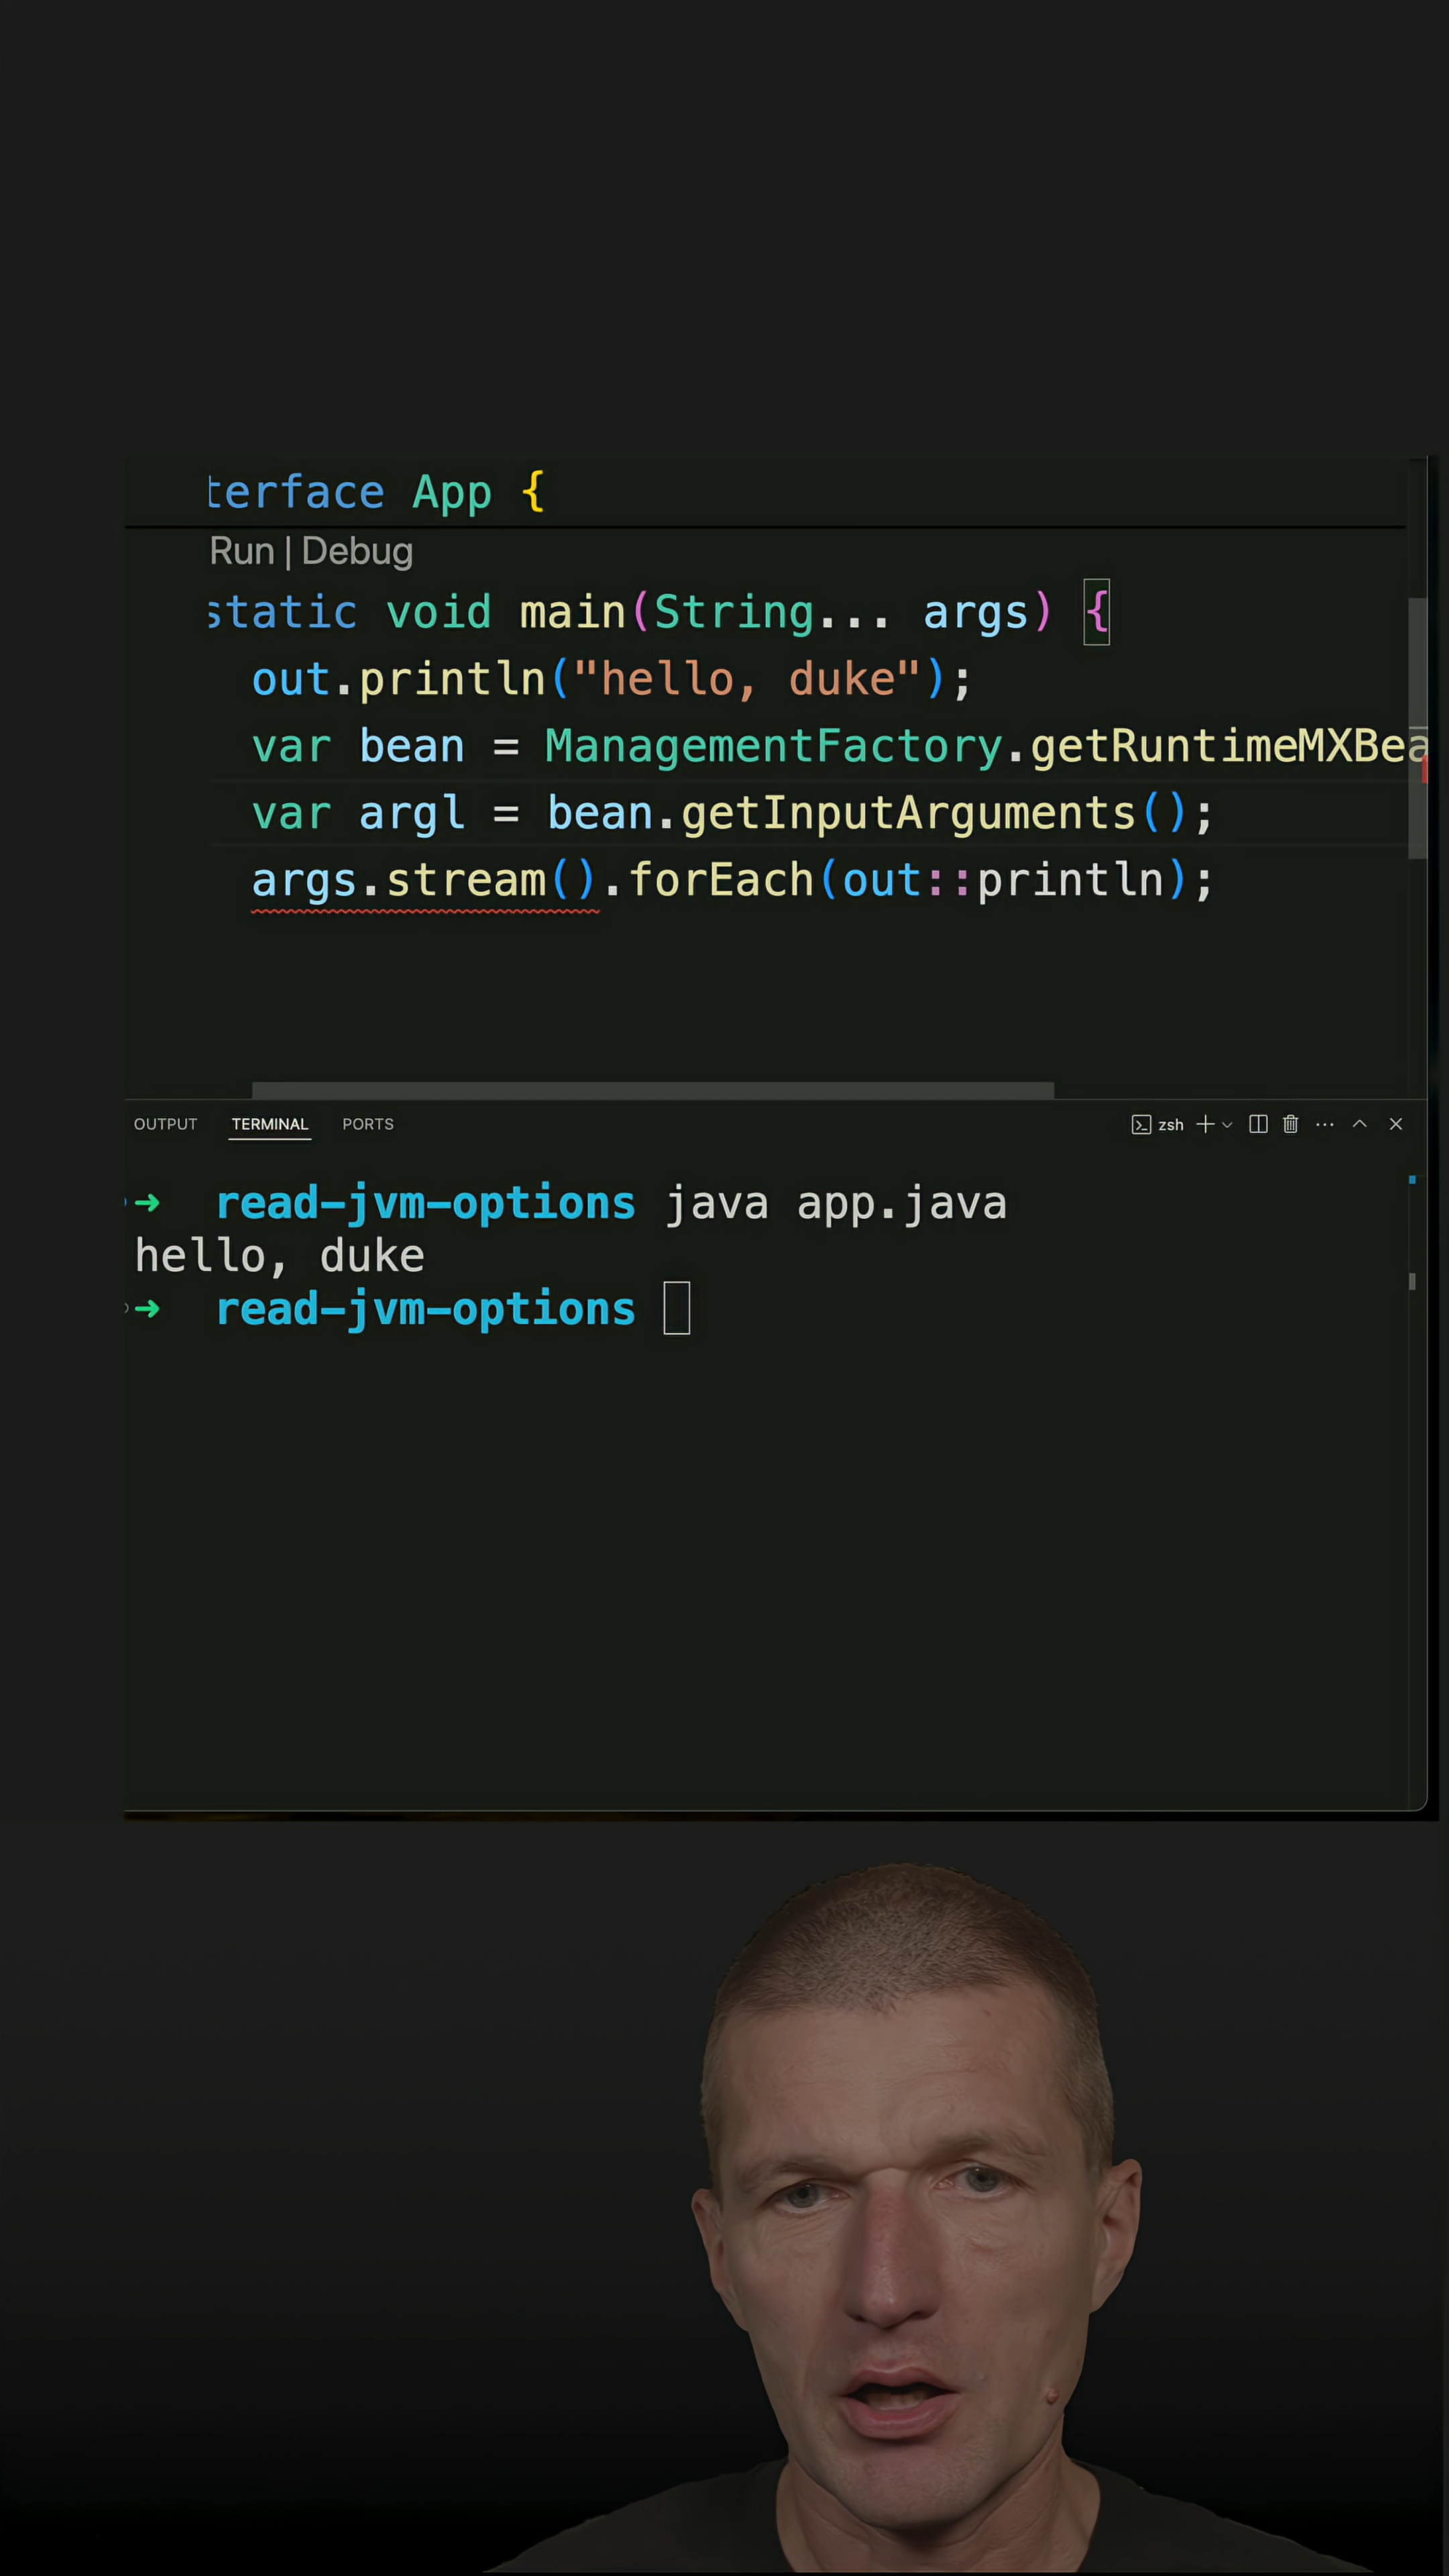 terface App {
Run | Debug
static void main(String... args) {
out.println("hello, duke");
var bean = ManagementFactory.getRuntimeMXBea
var argl = bean.getInputArguments();
args.stream().forEach(out::println);
OUTPUT TERMINAL PORTS zsh
read-jvm-options java app.java
hello, duke
read-jvm-options